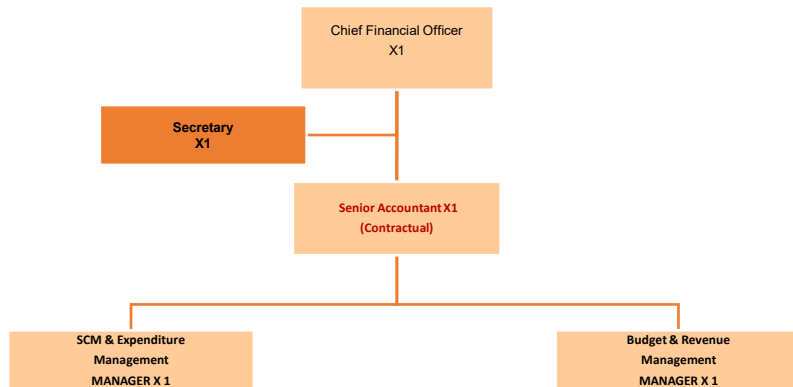 Chief Financial Officer
X1
Secretary
X1
Senior Accountant X1
(Contractual)
SCM & Expenditure
Management
MANAGER X 1
Budget & Revenue
Management
MANAGER X 1